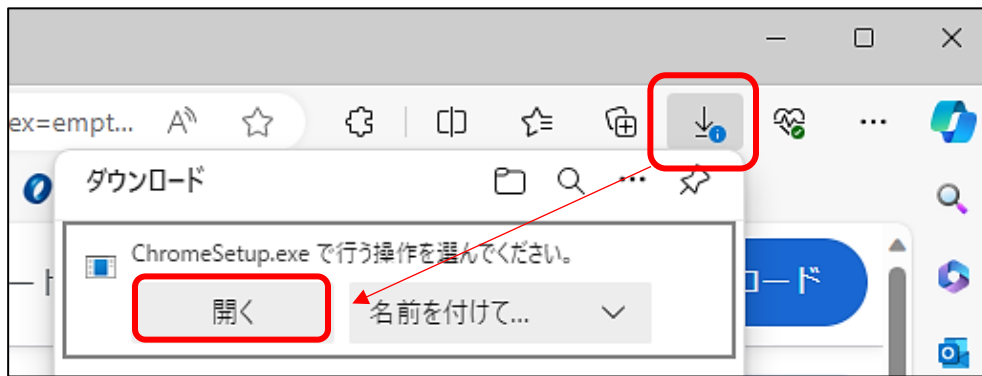 ex=empt...
ダウンロード
ChromeSetup.exe で行う操作を選んでください。
開く
名前を付けて...
ード